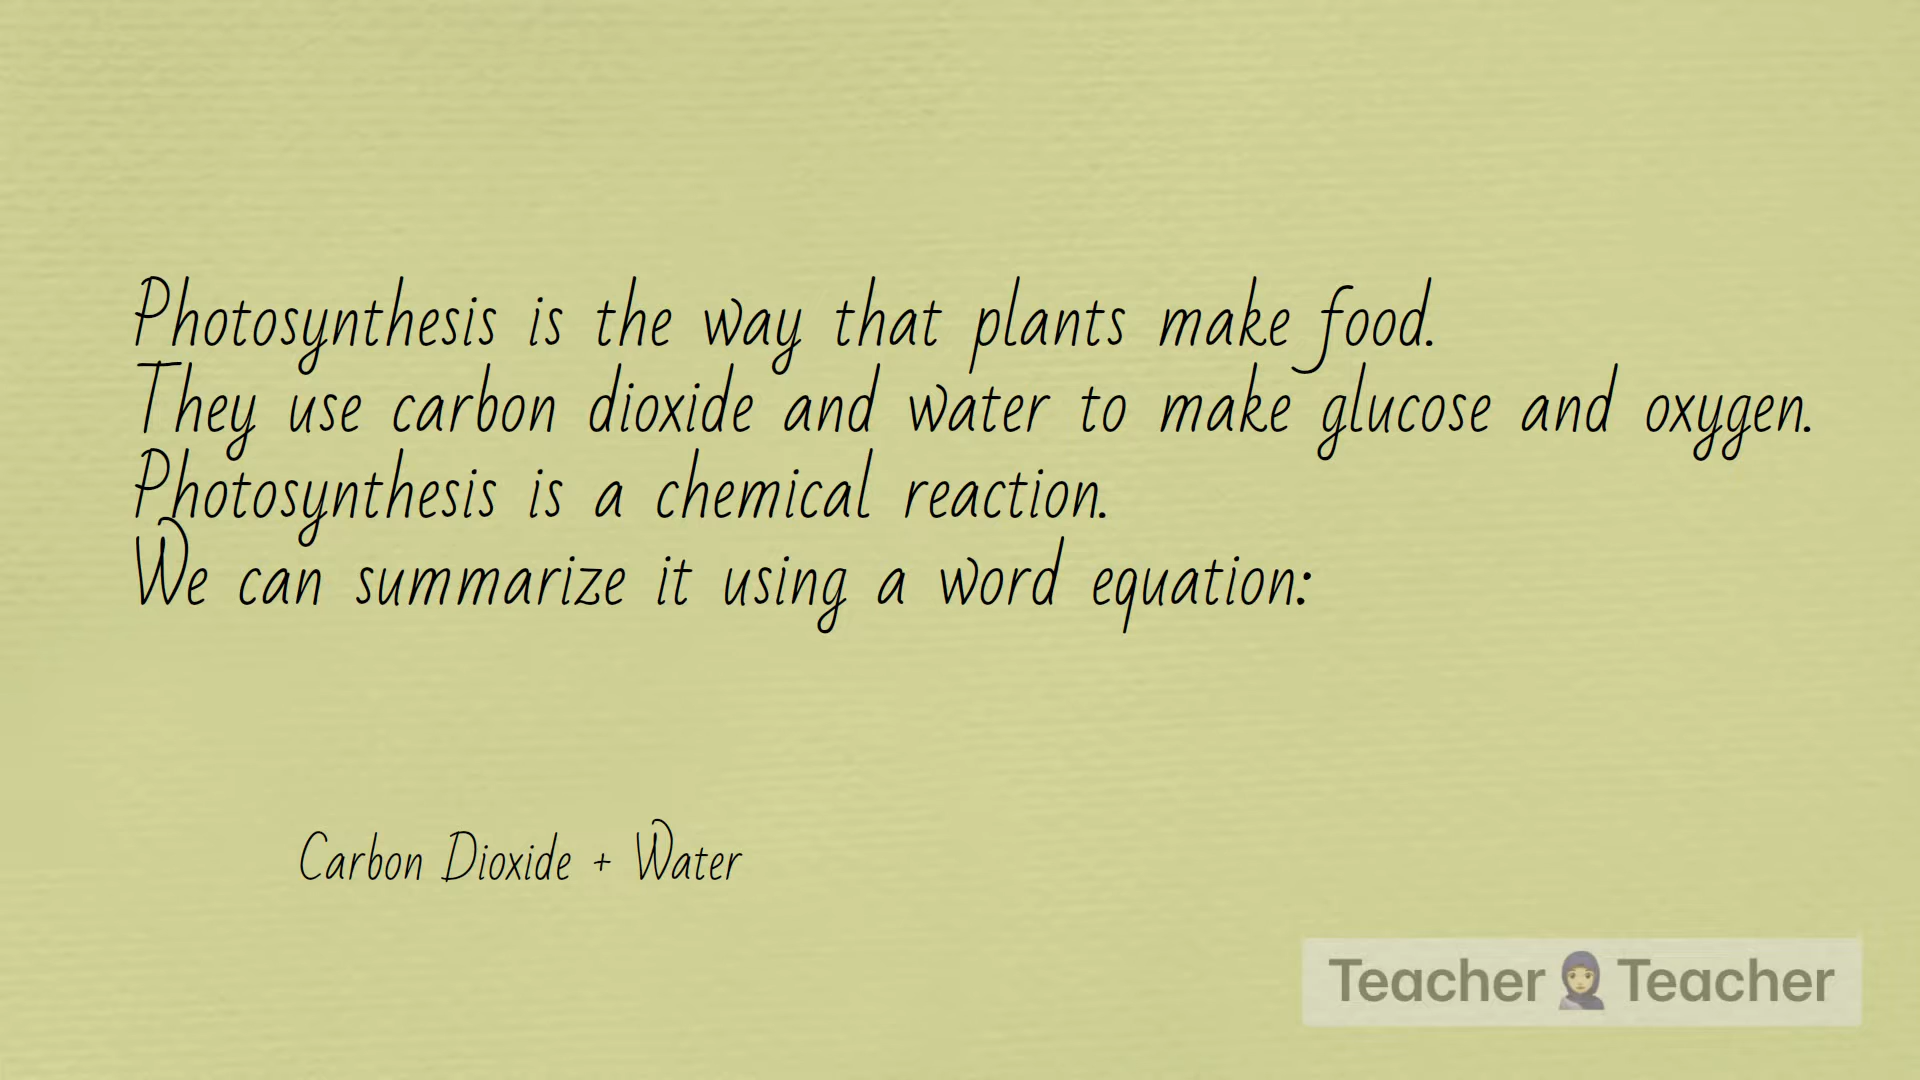 Photosynthesis is the way that plants make food.
They use carbon dioxide and water to make glucose and oxygen.
Photosynthesis is a chemical reaction.
We can summarize it using a word equation:
Carbon Dioxide + Water
Teacher Teacher